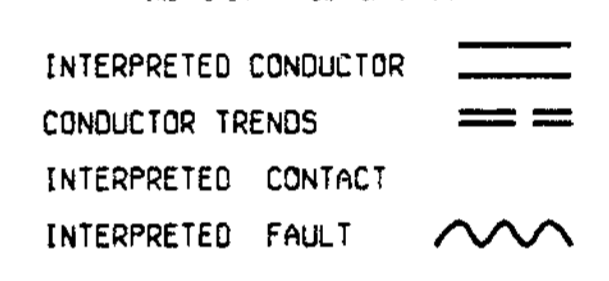 INTERPRETED CONDUCTOR
CONDUCTOR TRENDS
INTERPRETED CONTACT
INTERPRETED FAULT